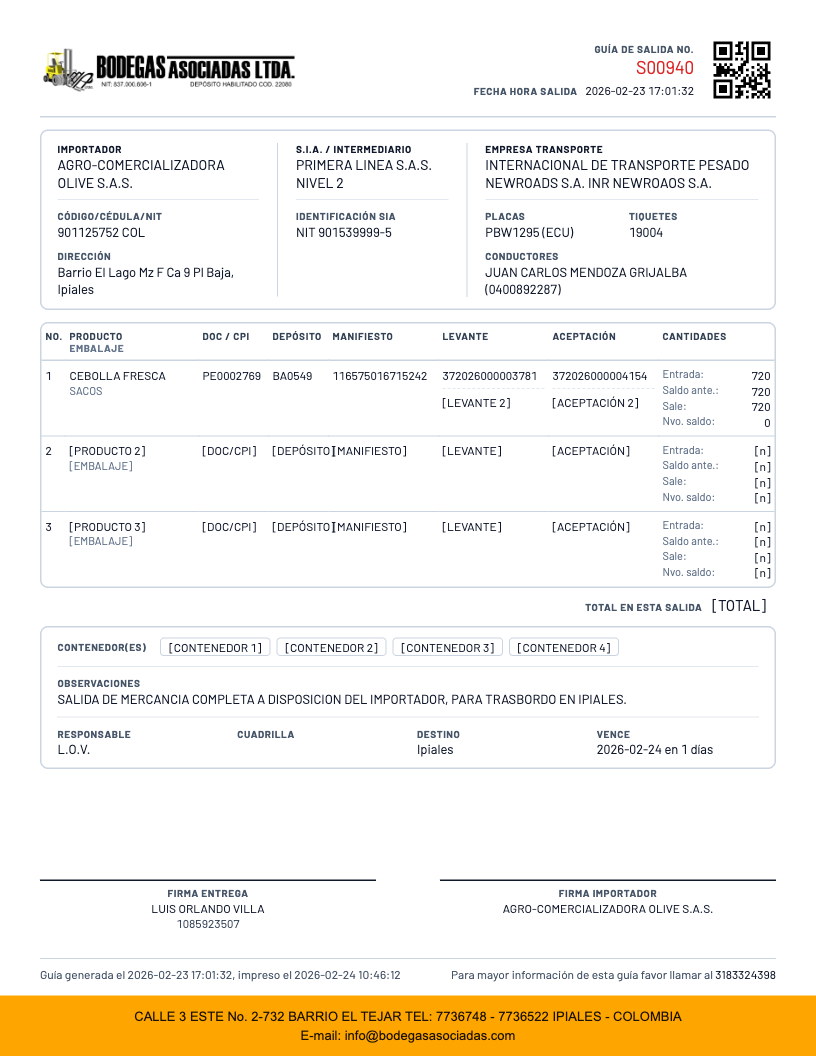 BODEGAS ASOCIADAS LTDA.
NIT: 837.000.606-1 DEPÓSITO HABILITADO COD. 22080
GUÍA DE SALIDA NO.
S00940
FECHA HORA SALIDA 2026-02-23 17:01:32
IMPORTADOR
AGRO-COMERCIALIZADORA
OLIVE S.A.S.
CÓDIGO/CÉDULA/NIT
901125752 COL
DIRECCIÓN
Barrio El Lago Mz F Ca 9 Pl Baja,
Ipiales
S.I.A. / INTERMEDIARIO
PRIMERA LINEA S.A.S.
NIVEL 2
IDENTIFICACIÓN SIA
NIT 901539999-5
EMPRESA TRANSPORTE
INTERNACIONAL DE TRANSPORTE PESADO
NEWROADS S.A. INR NEWROAOS S.A.
PLACAS TIQUETES
PBW1295 (ECU) 19004
CONDUCTORES
JUAN CARLOS MENDOZA GRIJALBA
(0400892287)
NO. PRODUCTO DOC / CPI DEPÓSITO MANIFIESTO LEVANTE ACEPTACIÓN CANTIDADES
EMBALAJE
1 CEBOLLA FRESCA PE0002769 BA0549 116575016715242 372026000003781 372026000004154 Entrada: 720
SACOS Saldo ante.: 720
[LEVANTE 2] [ACEPTACIÓN 2] Sale: 720
Nvo. saldo: 0
2 [PRODUCTO 2] [DOC/CPI] [DEPÓSITO] [MANIFIESTO] [LEVANTE] [ACEPTACIÓN] Entrada: [n]
[EMBALAJE] Saldo ante.: [n]
Sale: [n]
Nvo. saldo: [n]
3 [PRODUCTO 3] [DOC/CPI] [DEPÓSITO] [MANIFIESTO] [LEVANTE] [ACEPTACIÓN] Entrada: [n]
[EMBALAJE] Saldo ante.: [n]
Sale: [n]
Nvo. saldo: [n]
TOTAL EN ESTA SALIDA [TOTAL]
CONTENEDOR(ES) [CONTENEDOR 1] [CONTENEDOR 2] [CONTENEDOR 3] [CONTENEDOR 4]
OBSERVACIONES
SALIDA DE MERCANCIA COMPLETA A DISPOSICION DEL IMPORTADOR, PARA TRASBORDO EN IPIALES.
RESPONSABLE CUADRILLA DESTINO VENCE
L.O.V. Ipiales 2026-02-24 en 1 días
FIRMA ENTREGA
LUIS ORLANDO VILLA
1085923507
FIRMA IMPORTADOR
AGRO-COMERCIALIZADORA OLIVE S.A.S.
Guía generada el 2026-02-23 17:01:32, impreso el 2026-02-24 10:46:12
Para mayor información de esta guía favor llamar al 3183324398
CALLE 3 ESTE No. 2-732 BARRIO EL TEJAR TEL: 7736748 - 7736522 IPIALES - COLOMBIA
E-mail: info@bodegasasociadas.com